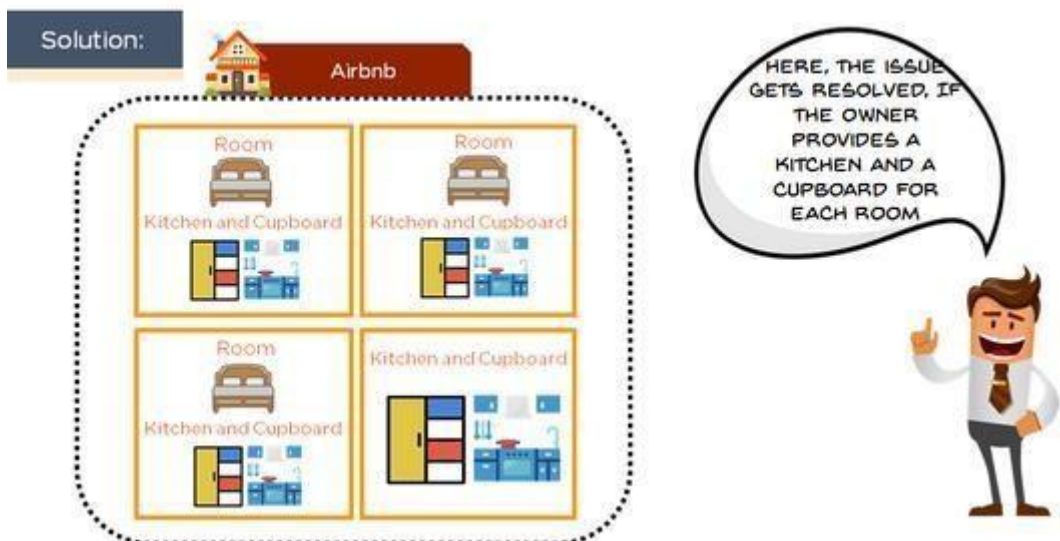 Solution:
Airbnb
Room
Kitchen and Cupboard
Room
Kitchen and Cupboard
Room
Kitchen and Cupboard
Kitchen and Cupboard
HERE, THE ISSUE
GETS RESOLVED, IF
THE OWNER
PROVIDES A
KITCHEN AND A
CUPBOARD FOR
EACH ROOM